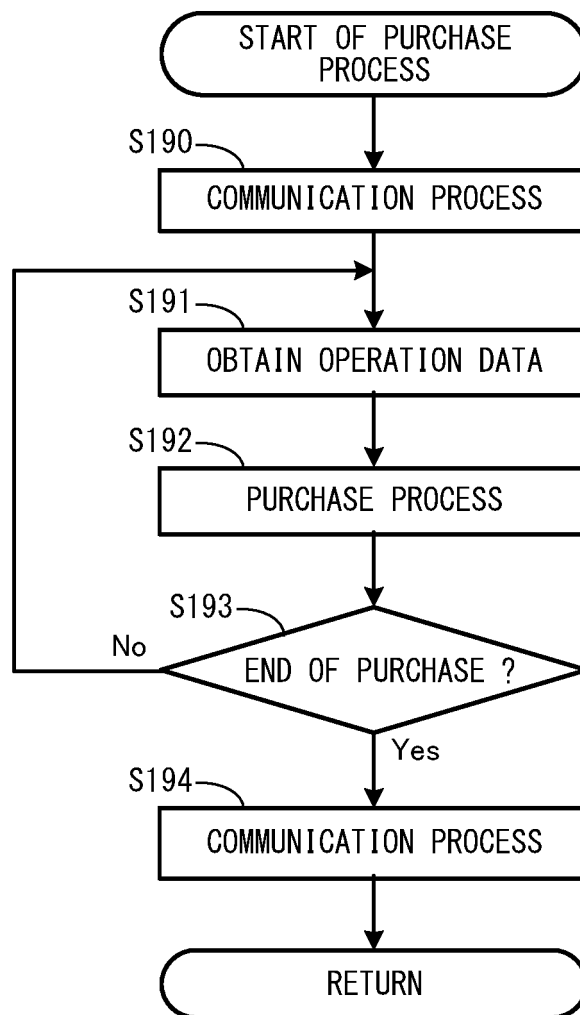 START OF PURCHASE
PROCESS
S190
COMMUNICATION PROCESS
S191
OBTAIN OPERATION DATA
S192
PURCHASE PROCESS
S193
No
END OF PURCHASE ?
Yes
S194
COMMUNICATION PROCESS
RETURN